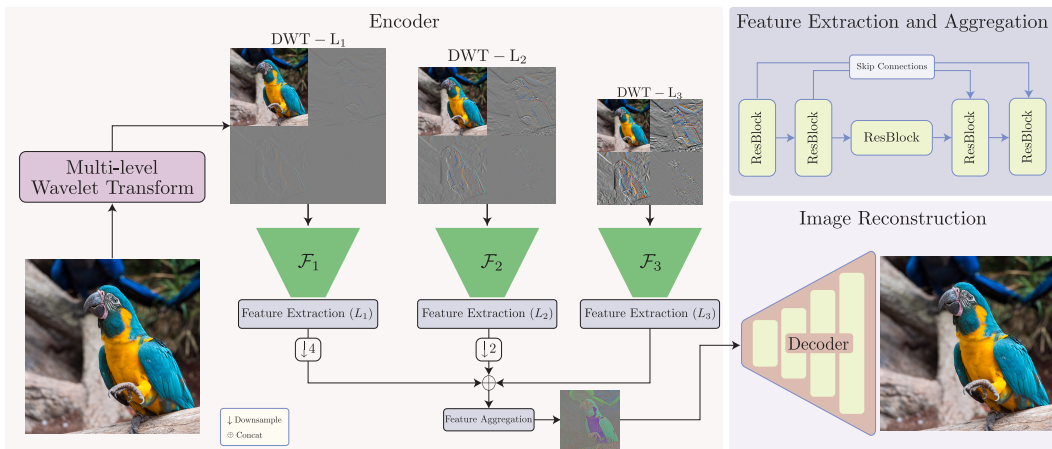 Encoder
DWT − L₁
DWT − L₂
DWT − L₃
Multi-level
Wavelet Transform
ℱ₁
ℱ₂
ℱ₃
Feature Extraction (L₁)
Feature Extraction (L₂)
Feature Extraction (L₃)
↓4
↓2
Feature Aggregation
↓ Downsample
⊕ Concat
Feature Extraction and Aggregation
Skip Connections
ResBlock
ResBlock
ResBlock
ResBlock
ResBlock
Image Reconstruction
Decoder